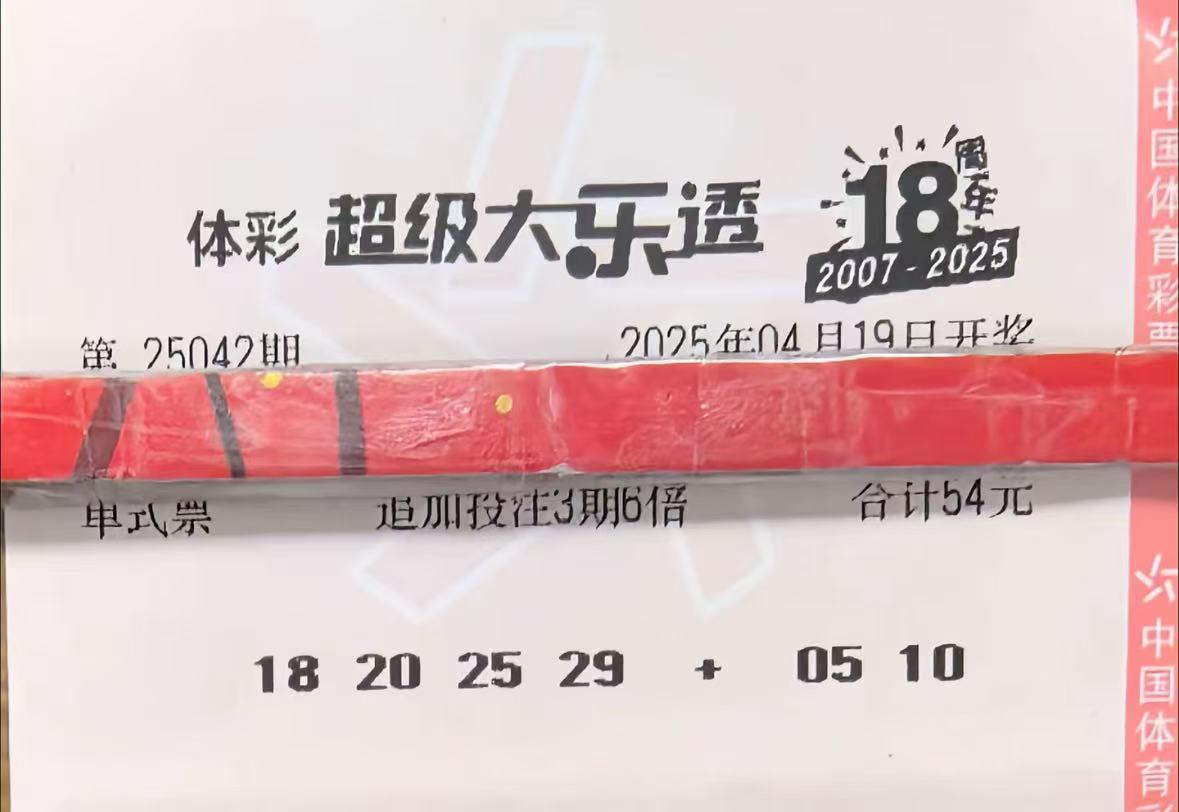 体彩 超级大乐透 18周年
2007-2025
第 25042期 2025年04月19日开奖
单式票 追加投注3期6倍 合计54元
18 20 25 29 + 05 10
中国体育彩票
中国体育彩